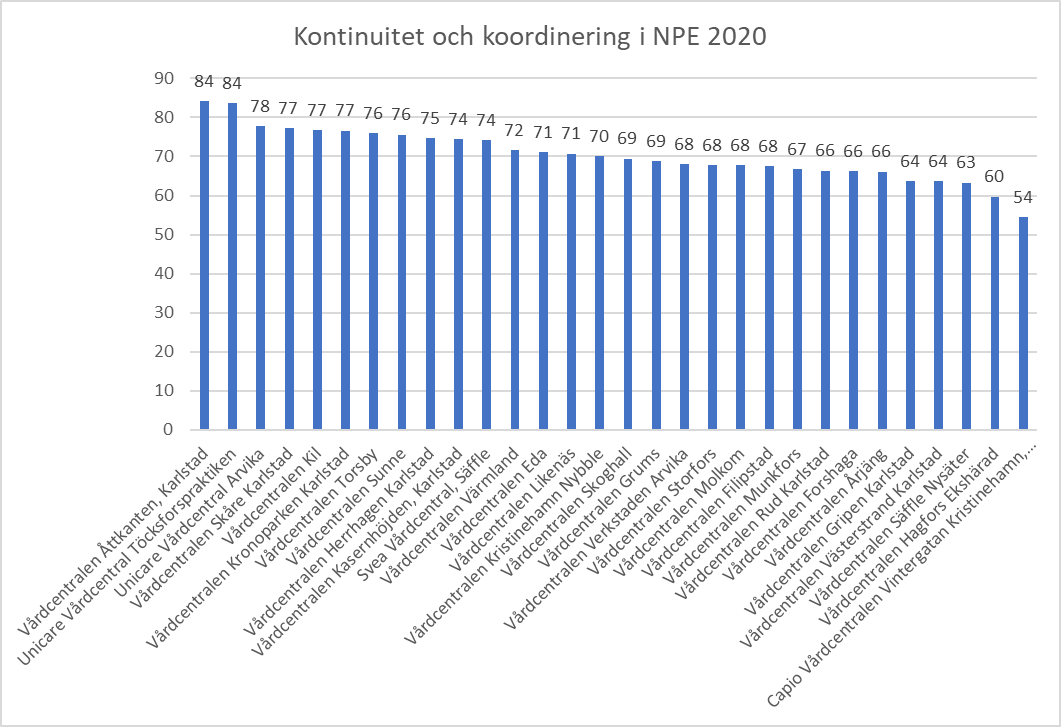 Kontinuitet och koordinering i NPE 2020
90
80
70
60
50
40
30
20
10
0
84
84
78
77
77
77
76
76
75
74
74
72
71
71
70
69
69
68
68
68
68
67
66
66
66
64
64
63
60
54
Vårdcentralen Åttkanten, Karlstad
Unicare Vårdcentral Töcksforspraktiken
Unicare Vårdcentral Arvika
Vårdcentralen Skåre Karlstad
Vårdcentralen Kil
Vårdcentralen Kronoparken Karlstad
Vårdcentralen Torsby
Vårdcentralen Sunne
Vårdcentralen Herrhagen Karlstad
Vårdcentralen Kasernhöjden, Karlstad
Svea Vårdcentral, Säffle
Vårdcentralen Värmland
Vårdcentralen Eda
Vårdcentralen Likenäs
Vårdcentralen Kristinehamn Nybble
Vårdcentralen Skoghall
Vårdcentralen Grums
Vårdcentralen Verkstaden Arvika
Vårdcentralen Storfors
Vårdcentralen Molkom
Vårdcentralen Filipstad
Vårdcentralen Munkfors
Vårdcentralen Rud Karlstad
Vårdcentralen Forshaga
Vårdcentralen Årjäng
Vårdcentralen Gripen Karlstad
Vårdcentralen Västerstrand Karlstad
Vårdcentralen Säffle Nysäter
Vårdcentralen Hagfors Ekshärad
Capio Vårdcentralen Vintergatan Kristinehamn,...